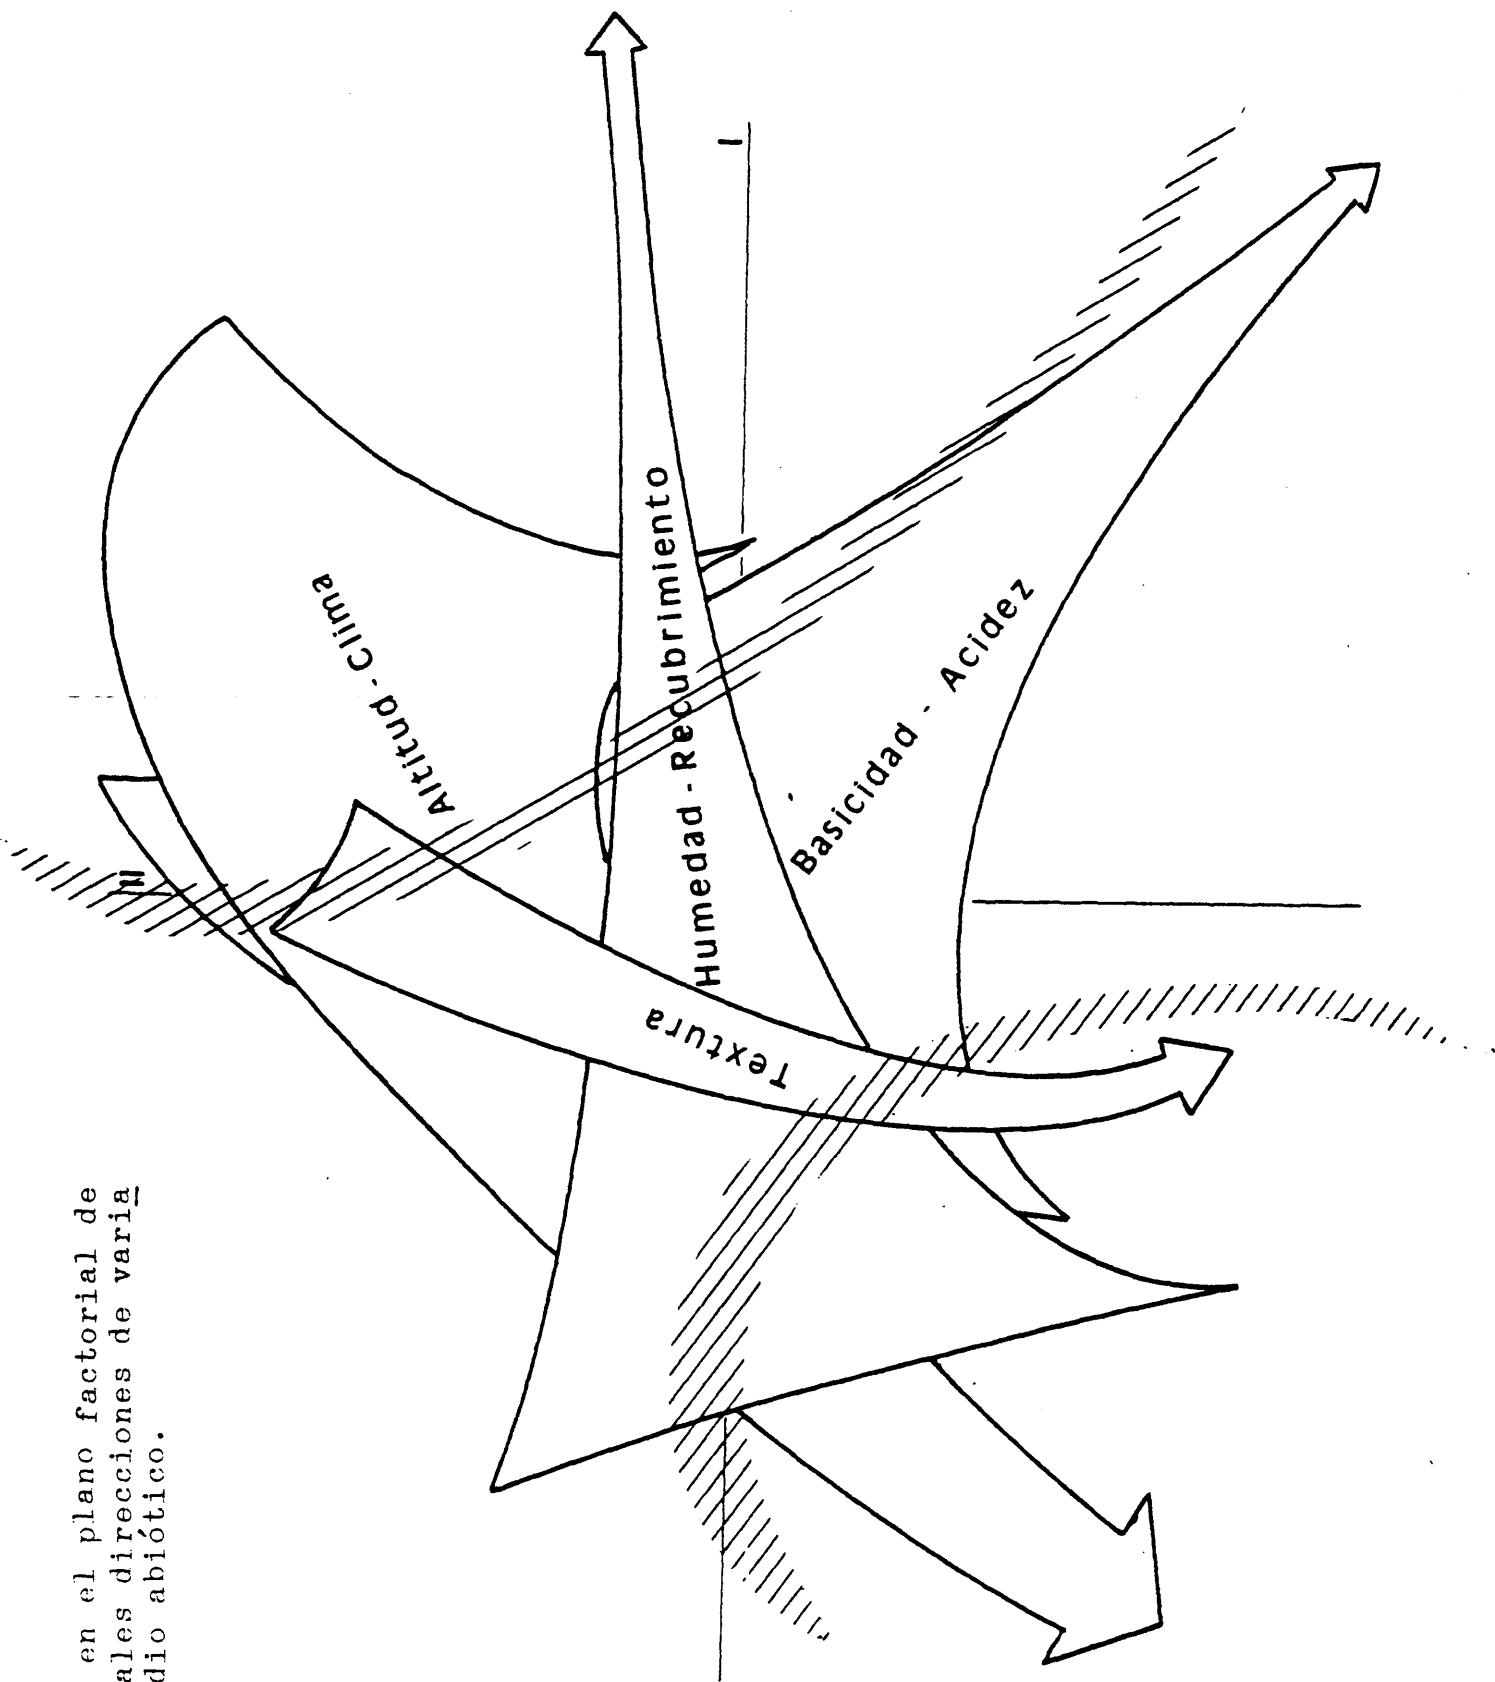 en el plano factorial de
ales direcciones de varia
dio abiótico.
I
II
Altitud - Clima
Humedad - Recubrimiento
Basicidad - Acidez
Textura